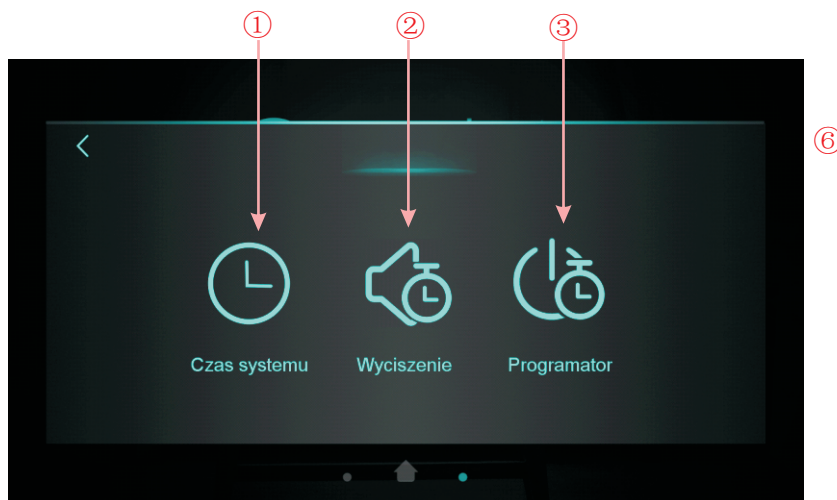 ① ② ③
⑥
Czas systemu Wyciszenie Programator